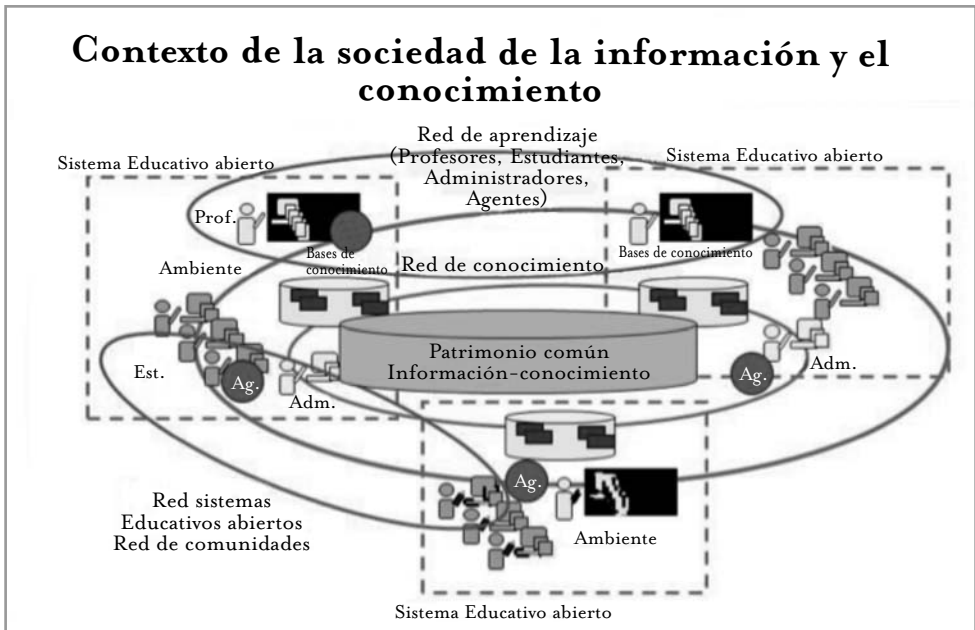 Contexto de la sociedad de la información y el
conocimiento
Red de aprendizaje
(Profesores, Estudiantes,
Administradores,
Agentes)
Sistema Educativo abierto
Sistema Educativo abierto
Prof.
Bases de
conocimiento
Bases de conocimiento
Ambiente
Red de conocimiento
Patrimonio común
Información-conocimiento
Est.
Ag.
Adm.
Ag.
Adm.
Ag.
Red sistemas
Educativos abiertos
Red de comunidades
Ambiente
Sistema Educativo abierto